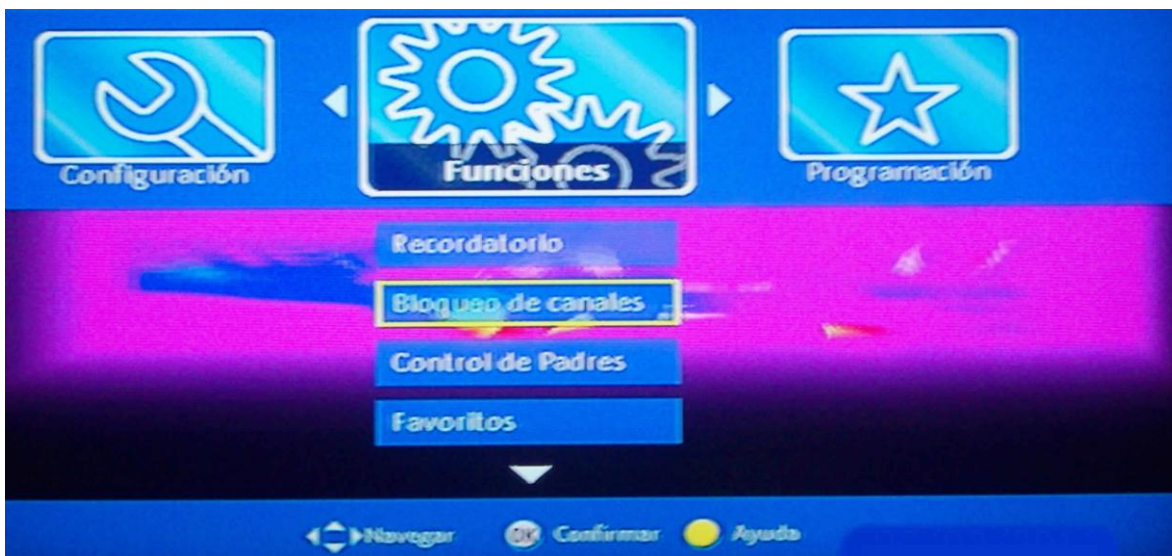 Configuración
Funciones
Programación
Recordatorio
Bloqueo de canales
Control de Padres
Favoritos
Navegar OK Confirmar Ayuda